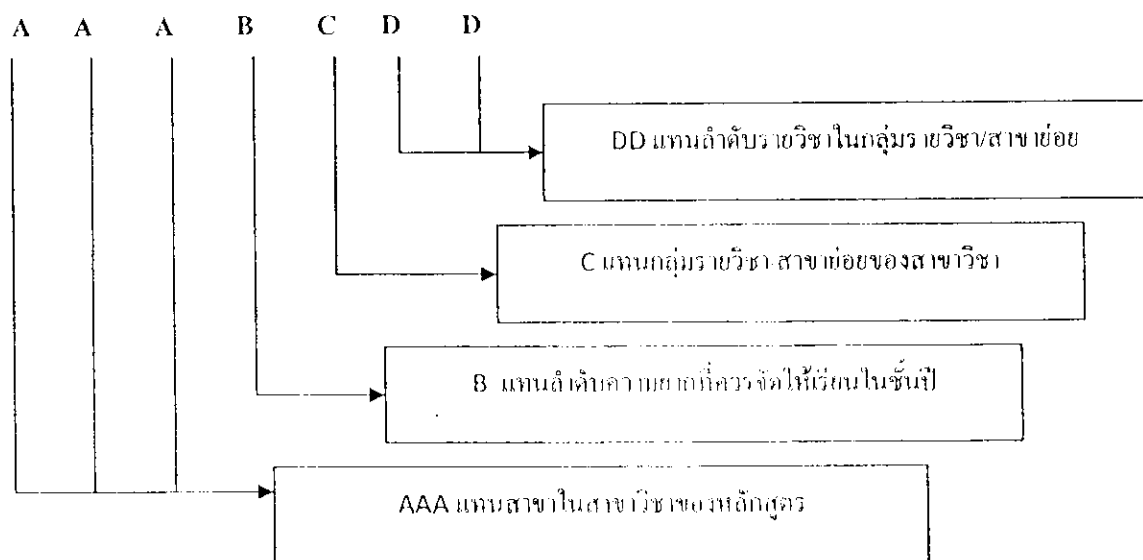 A A A B C D D
DD แทนลำดับรายวิชาในกลุ่มรายวิชา/สาขาย่อย
C แทนกลุ่มรายวิชา สาขาย่อยของสาขาวิชา
B แทนลำดับความยากที่ควรจัดให้เรียนในชั้นปี
AAA แทนสาขาในสาขาวิชาของหลักสูตร